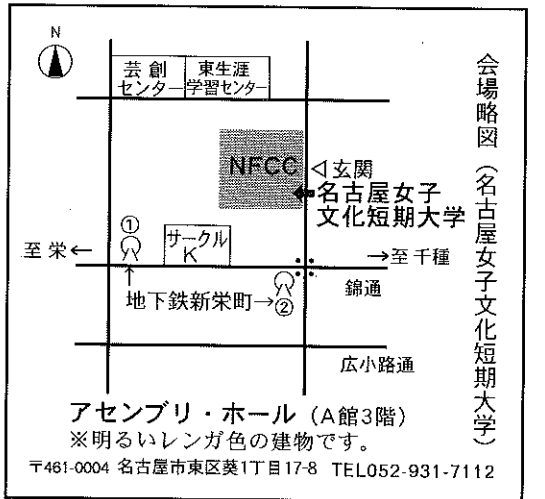 会場略図（名古屋女子文化短期大学）
N
芸創
センター
東生涯
学習センター
NFCC
◁玄関
←名古屋女子
文化短期大学
①
サークル
K
至栄←
→至千種
錦通
地下鉄新栄町→②
広小路通
アセンブリ・ホール（A館3階）
※明るいレンガ色の建物です。
〒461-0004 名古屋市東区葵1丁目17-8 TEL052-931-7112